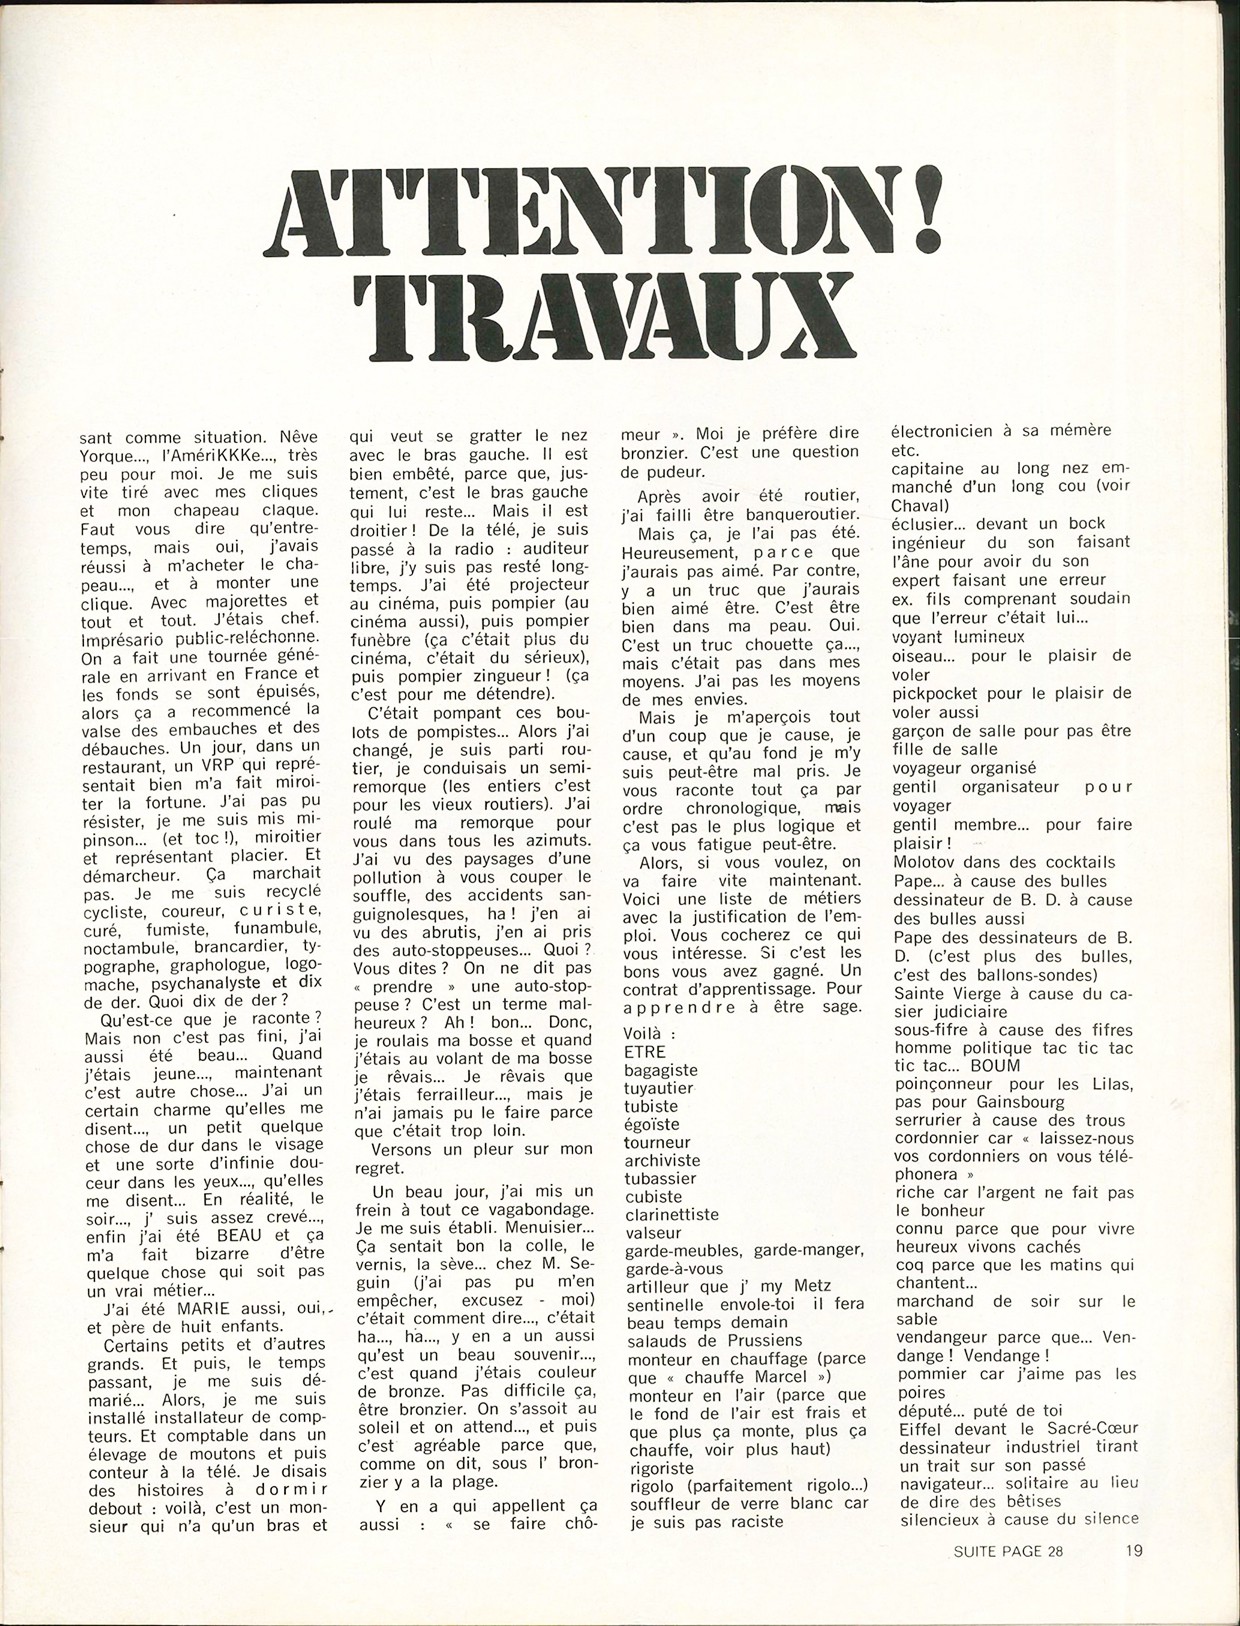 ATTENTION!
TRAVAUX
sant comme situation. Nêve
Yorque..., l'AmériKKKe..., très
peu pour moi. Je me suis
vite tiré avec mes cliques
et mon chapeau claque.
Faut vous dire qu'entre-
temps, mais oui, j'avais
réussi à m'acheter le cha-
peau..., et à monter une
clique. Avec majorettes et
tout et tout. J'étais chef.
Imprésario public-reléchonne.
On a fait une tournée géné-
rale en arrivant en France et
les fonds se sont épuisés,
alors ça a recommencé la
valse des embauches et des
débauches. Un jour, dans un
restaurant, un VRP qui repré-
sentait bien m'a fait miroi-
ter la fortune. J'ai pas pu
résister, je me suis mis mi-
pinson... (et toc !), miroitier
et représentant placier. Et
démarcheur. Ça marchait
pas. Je me suis recyclé
cycliste, coureur, curiste,
curé, fumiste, funambule,
noctambule, brancardier, ty-
pographe, graphologue, logo-
mache, psychanalyste et dix
de der. Quoi dix de der ?
Qu'est-ce que je raconte ?
Mais non c'est pas fini, j'ai
aussi été beau... Quand
j'étais jeune..., maintenant
c'est autre chose... J'ai un
certain charme qu'elles me
disent..., un petit quelque
chose de dur dans le visage
et une sorte d'infinie dou-
ceur dans les yeux..., qu'elles
me disent... En réalité, le
soir..., j' suis assez crevé...,
enfin j'ai été BEAU et ça
m'a fait bizarre d'être
quelque chose qui soit pas
un vrai métier...
J'ai été MARIE aussi, oui,
et père de huit enfants.
Certains petits et d'autres
grands. Et puis, le temps
passant, je me suis dé-
marié... Alors, je me suis
installé installateur de comp-
teurs. Et comptable dans un
élevage de moutons et puis
conteur à la télé. Je disais
des histoires à dormir
debout : voilà, c'est un mon-
sieur qui n'a qu'un bras et
qui veut se gratter le nez
avec le bras gauche. Il est
bien embêté, parce que, jus-
tement, c'est le bras gauche
qui lui reste... Mais il est
droitier ! De la télé, je suis
passé à la radio : auditeur
libre, j'y suis pas resté long-
temps. J'ai été projecteur
au cinéma, puis pompier (au
cinéma aussi), puis pompier
funèbre (ça c'était plus du
cinéma, c'était du sérieux),
puis pompier zingueur ! (ça
c'est pour me détendre).
C'était pompant ces bou-
lots de pompistes... Alors j'ai
changé, je suis parti rou-
tier, je conduisais un semi-
remorque (les entiers c'est
pour les vieux routiers). J'ai
roulé ma remorque pour
vous dans tous les azimuts.
J'ai vu des paysages d'une
pollution à vous couper le
souffle, des accidents san-
guignolesques, ha ! j'en ai
vu des abrutis, j'en ai pris
des auto-stoppeuses... Quoi ?
Vous dites ? On ne dit pas
« prendre » une auto-stop-
peuse ? C'est un terme mal-
heureux ? Ah ! bon... Donc,
je roulais ma bosse et quand
j'étais au volant de ma bosse
je rêvais... Je rêvais que
j'étais ferrailleur..., mais je
n'ai jamais pu le faire parce
que c'était trop loin.
Versons un pleur sur mon
regret.
Un beau jour, j'ai mis un
frein à tout ce vagabondage.
Je me suis établi. Menuisier...
Ça sentait bon la colle, le
vernis, la sève... chez M. Se-
guin (j'ai pas pu m'en
empêcher, excusez - moi)
c'était comment dire..., c'était
ha..., ha..., y en a un aussi
qu'est un beau souvenir...,
c'est quand j'étais couleur
de bronze. Pas difficile ça,
être bronzier. On s'assoit au
soleil et on attend..., et puis
c'est agréable parce que,
comme on dit, sous l' bron-
zier y a la plage.
Y en a qui appellent ça
aussi : « se faire chô-
meur ». Moi je préfère dire
bronzier. C'est une question
de pudeur.
Après avoir été routier,
j'ai failli être banqueroutier.
Mais ça, je l'ai pas été.
Heureusement, parce que
j'aurais pas aimé. Par contre,
y a un truc que j'aurais
bien aimé être. C'est être
bien dans ma peau. Oui.
C'est un truc chouette ça...,
mais c'était pas dans mes
moyens. J'ai pas les moyens
de mes envies.
Mais je m'aperçois tout
d'un coup que je cause, je
cause, et qu'au fond je m'y
suis peut-être mal pris. Je
vous raconte tout ça par
ordre chronologique, mais
c'est pas le plus logique et
ça vous fatigue peut-être.
Alors, si vous voulez, on
va faire vite maintenant.
Voici une liste de métiers
avec la justification de l'em-
ploi. Vous cocherez ce qui
vous intéresse. Si c'est les
bons vous avez gagné. Un
contrat d'apprentissage. Pour
apprendre à être sage.
Voilà :
ETRE
bagagiste
tuyautier
tubiste
égoïste
tourneur
archiviste
tubassier
cubiste
clarinettiste
valseur
garde-meubles, garde-manger,
garde-à-vous
artilleur que j' my Metz
sentinelle envole-toi il fera
beau temps demain
salauds de Prussiens
monteur en chauffage (parce
que « chauffe Marcel »)
monteur en l'air (parce que
le fond de l'air est frais et
que plus ça monte, plus ça
chauffe, voir plus haut)
rigoriste
rigolo (parfaitement rigolo...)
souffleur de verre blanc car
je suis pas raciste
électronicien à sa mémère
etc.
capitaine au long nez em-
manché d'un long cou (voir
Chaval)
éclusier... devant un bock
ingénieur du son faisant
l'âne pour avoir du son
expert faisant une erreur
ex. fils comprenant soudain
que l'erreur c'était lui...
voyant lumineux
oiseau... pour le plaisir de
voler
pickpocket pour le plaisir de
voler aussi
garçon de salle pour pas être
fille de salle
voyageur organisé
gentil organisateur pour
voyager
gentil membre... pour faire
plaisir !
Molotov dans des cocktails
Pape... à cause des bulles
dessinateur de B. D. à cause
des bulles aussi
Pape des dessinateurs de B.
D. (c'est plus des bulles,
c'est des ballons-sondes)
Sainte Vierge à cause du ca-
sier judiciaire
sous-fifre à cause des fifres
homme politique tac tic tac
tic tac... BOUM
poinçonneur pour les Lilas,
pas pour Gainsbourg
serrurier à cause des trous
cordonnier car « laissez-nous
vos cordonniers on vous télé-
phonera »
riche car l'argent ne fait pas
le bonheur
connu parce que pour vivre
heureux vivons cachés
coq parce que les matins qui
chantent...
marchand de soir sur le
sable
vendangeur parce que... Ven-
dange ! Vendange !
pommier car j'aime pas les
poires
député... puté de toi
Eiffel devant le Sacré-Cœur
dessinateur industriel tirant
un trait sur son passé
navigateur... solitaire au lieu
de dire des bêtises
silencieux à cause du silence
SUITE PAGE 28 19